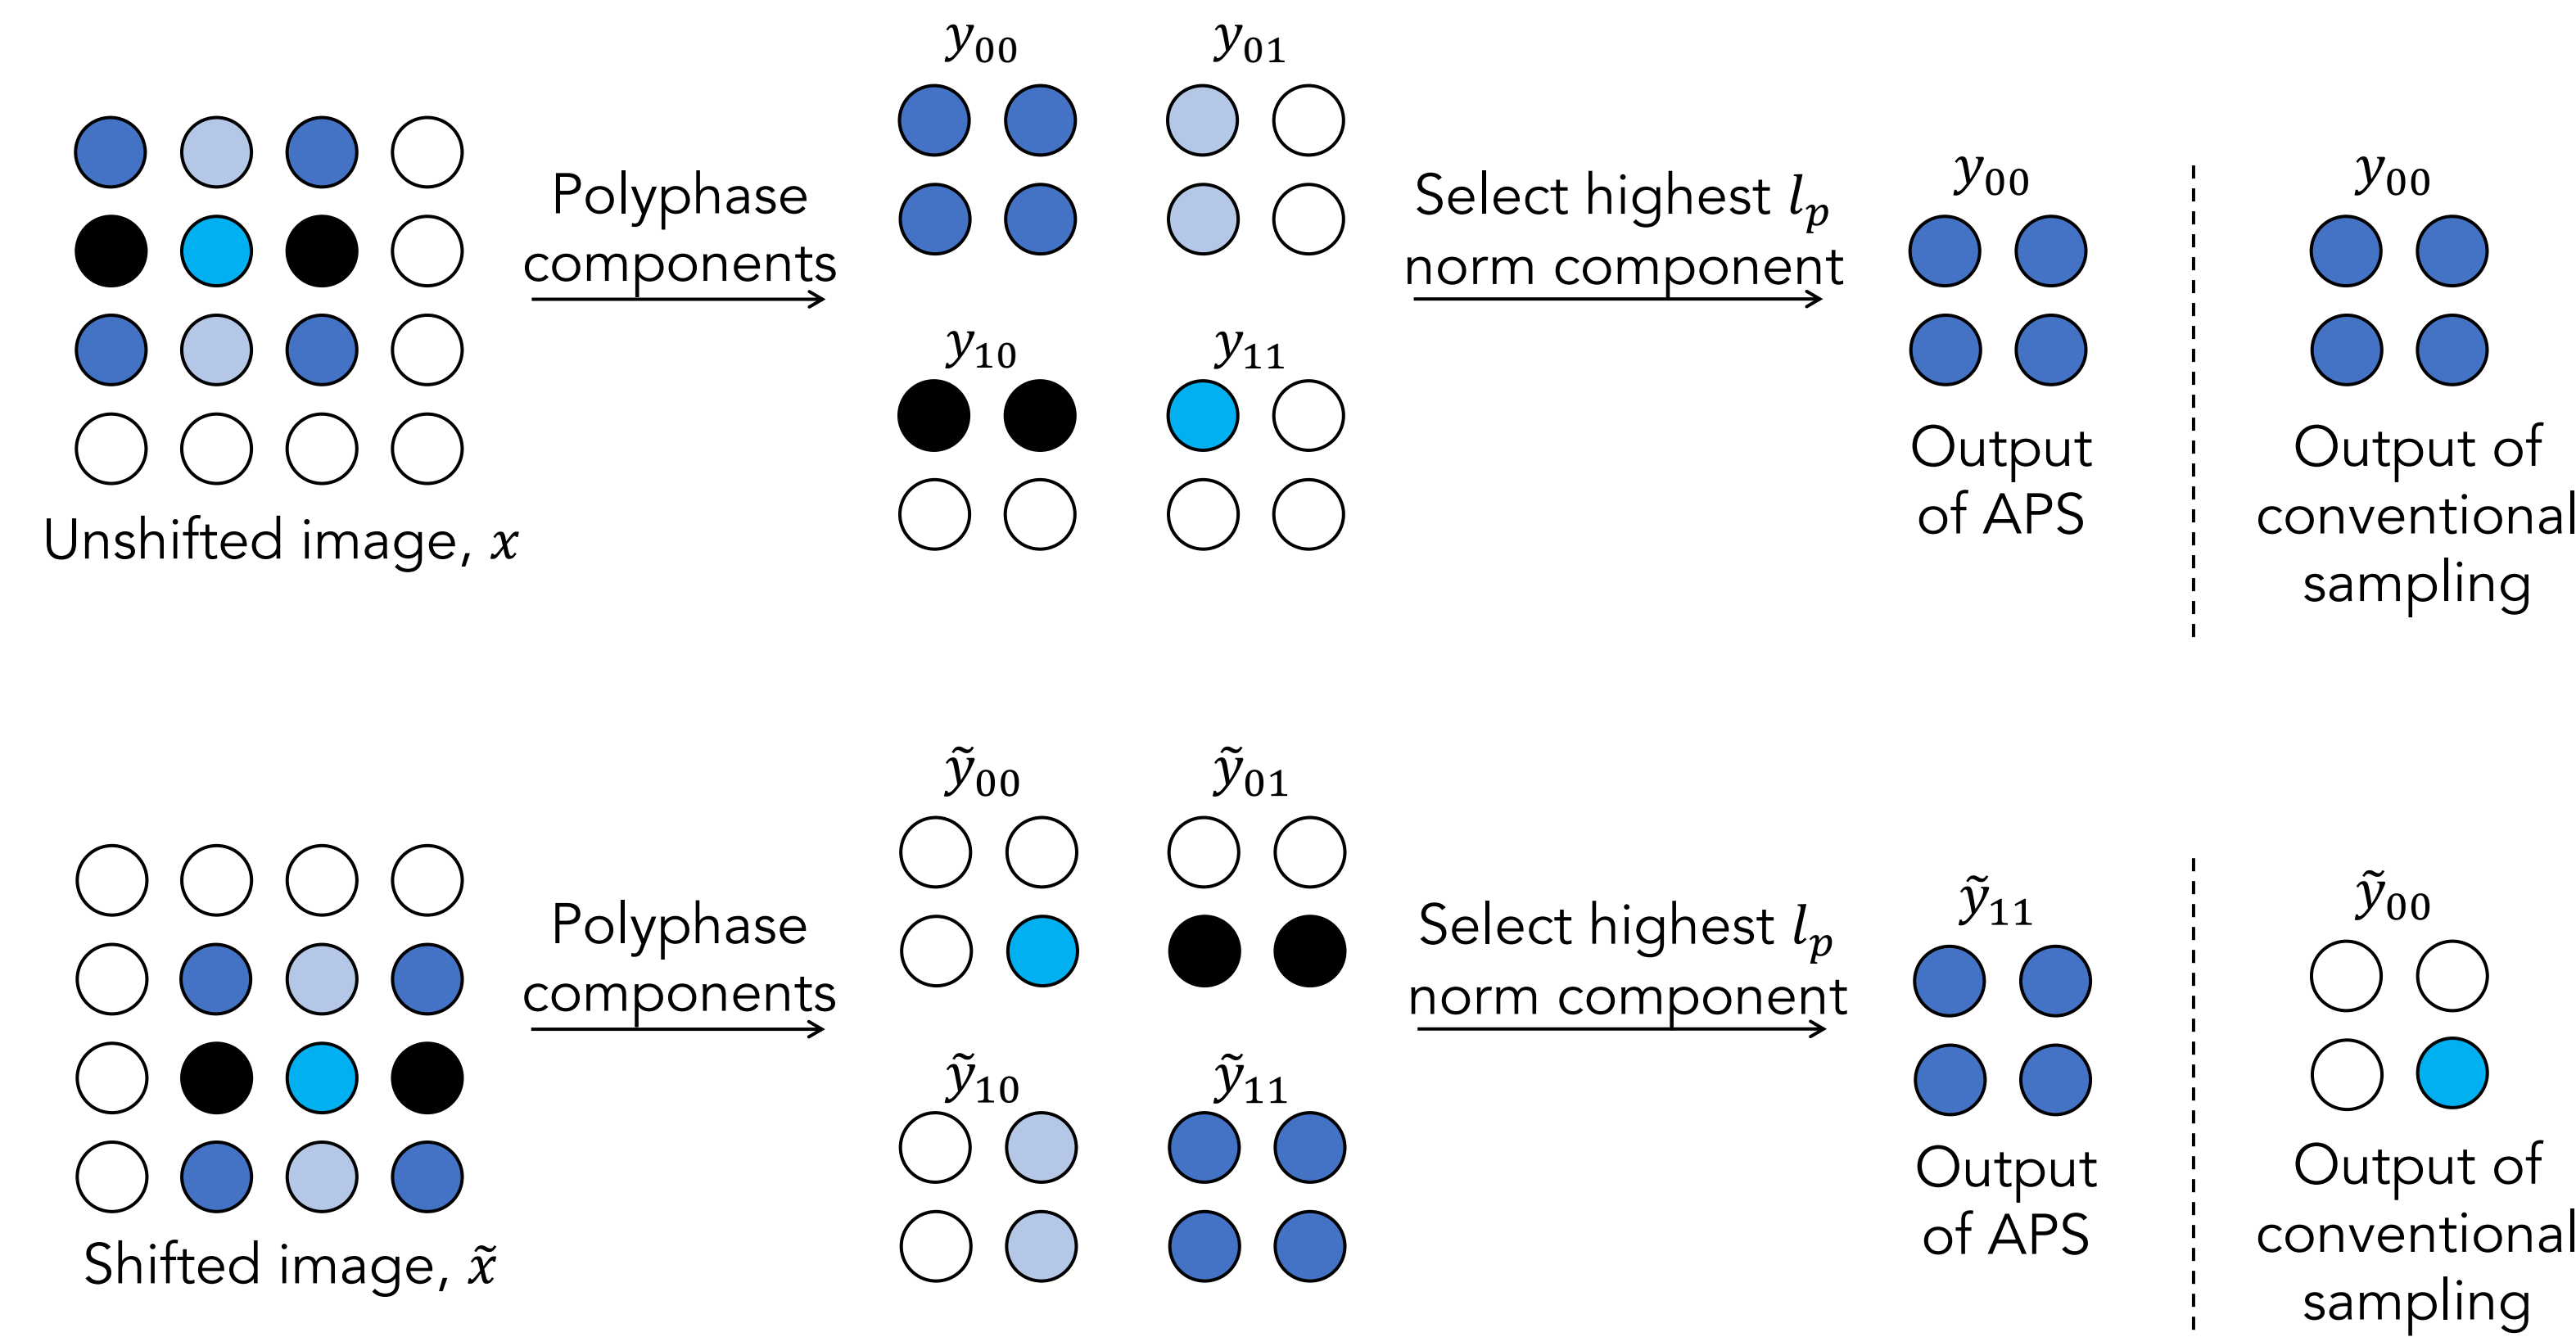 y₀₀
y₀₁
Polyphase
components
y₁₀
y₁₁
Select highest lₚ
norm component
y₀₀
y₀₀
Output
of APS
Output of
conventional
sampling
Unshifted image, x
ỹ₀₀
ỹ₀₁
Polyphase
components
ỹ₁₀
ỹ₁₁
Select highest lₚ
norm component
ỹ₁₁
ỹ₀₀
Output
of APS
Output of
conventional
sampling
Shifted image, x̃